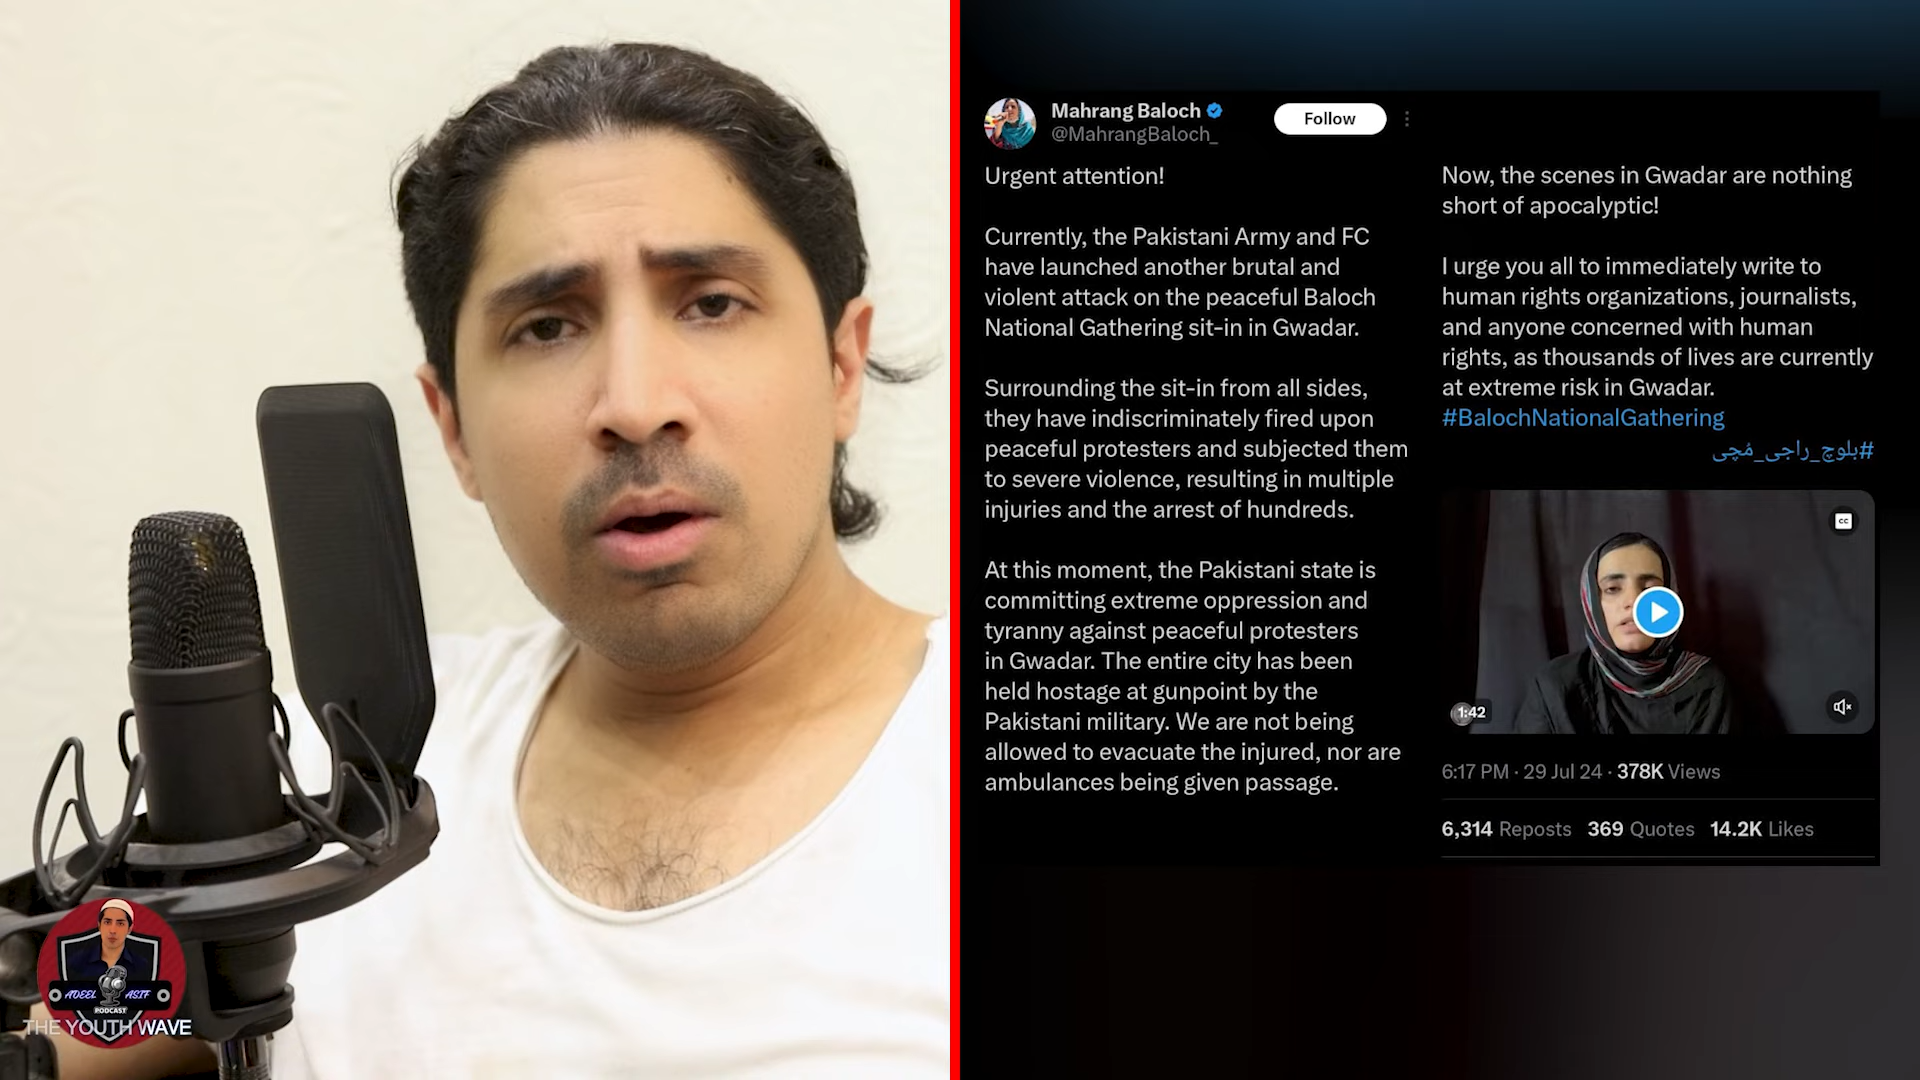 Mahrang Baloch
@MahrangBaloch_
Follow
Urgent attention!
Currently, the Pakistani Army and FC
have launched another brutal and
violent attack on the peaceful Baloch
National Gathering sit-in in Gwadar.
Surrounding the sit-in from all sides,
they have indiscriminately fired upon
peaceful protesters and subjected them
to severe violence, resulting in multiple
injuries and the arrest of hundreds.
At this moment, the Pakistani state is
committing extreme oppression and
tyranny against peaceful protesters
in Gwadar. The entire city has been
held hostage at gunpoint by the
Pakistani military. We are not being
allowed to evacuate the injured, nor are
ambulances being given passage.
Now, the scenes in Gwadar are nothing
short of apocalyptic!
I urge you all to immediately write to
human rights organizations, journalists,
and anyone concerned with human
rights, as thousands of lives are currently
at extreme risk in Gwadar.
#BalochNationalGathering
#بلوچ_راجی_مُچی
CC
1:42
6:17 PM · 29 Jul 24 · 378K Views
6,314 Reposts 369 Quotes 14.2K Likes
ADEEL ASIF
PODCAST
THE YOUTH WAVE